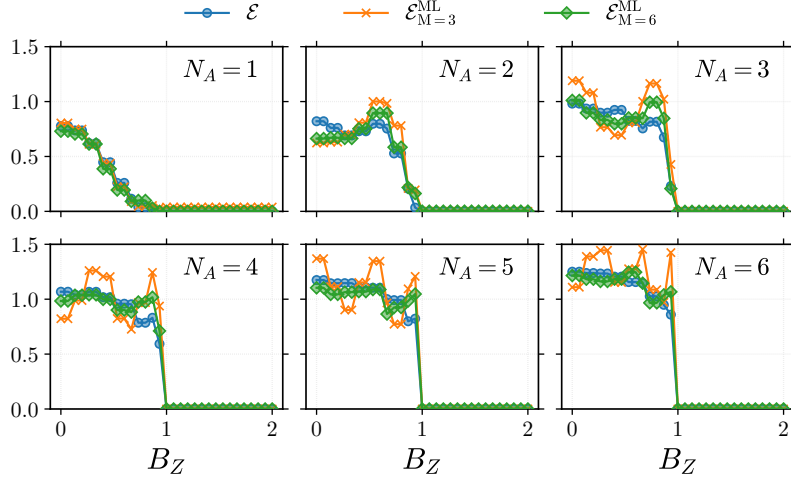 ℰ ℰ^ML_M=3 ℰ^ML_M=6
1.5 N_A = 1 N_A = 2 N_A = 3
1.0
0.5
0.0
1.5 N_A = 4 N_A = 5 N_A = 6
1.0
0.5
0.0
0 1 2 0 1 2 0 1 2
B_Z B_Z B_Z